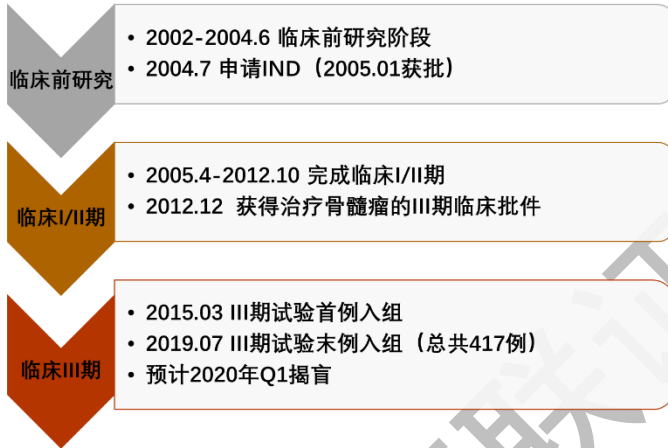 临床前研究
• 2002-2004.6 临床前研究阶段
• 2004.7 申请IND（2005.01获批）
临床I/II期
• 2005.4-2012.10 完成临床I/II期
• 2012.12 获得治疗骨髓瘤的III期临床批件
临床III期
• 2015.03 III期试验首例入组
• 2019.07 III期试验末例入组（总共417例）
• 预计2020年Q1揭盲
联证